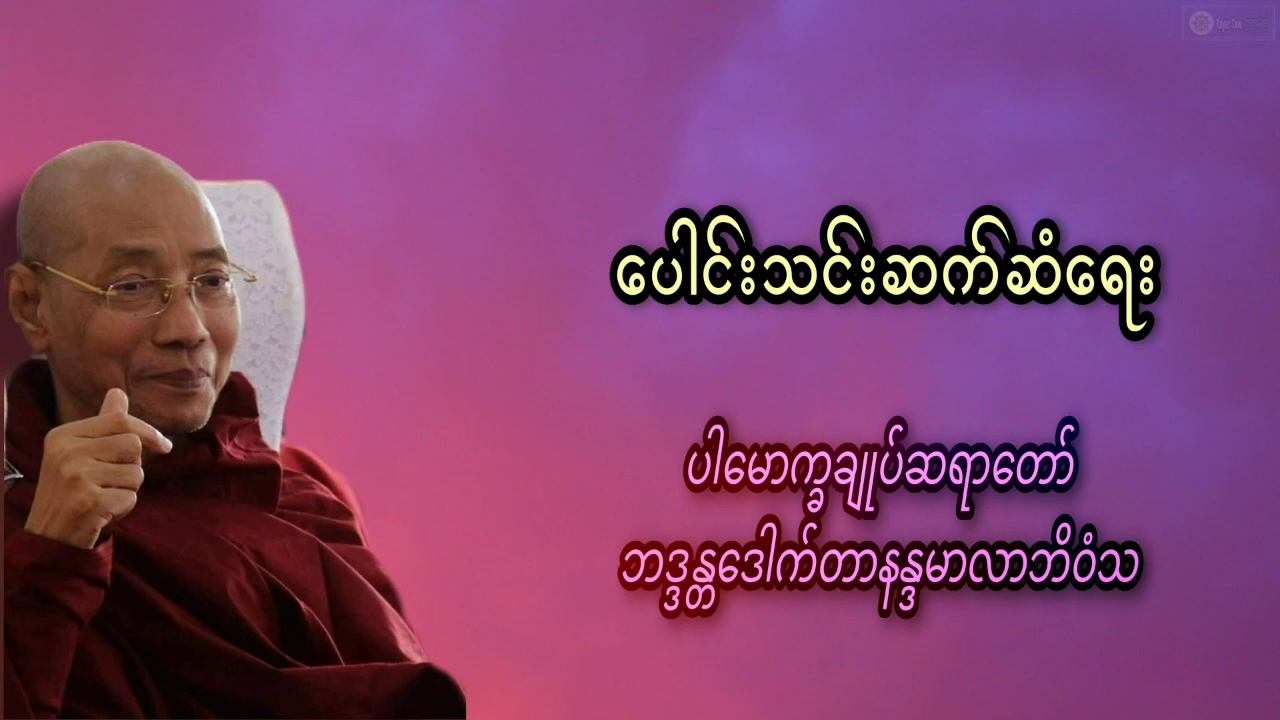 ပေါင်းသင်းဆက်ဆံရေး
ပါမောက္ခချုပ်ဆရာတော်
ဘဒ္ဒန္တဒေါက်တာနန္ဒမာလာဘိဝံသ